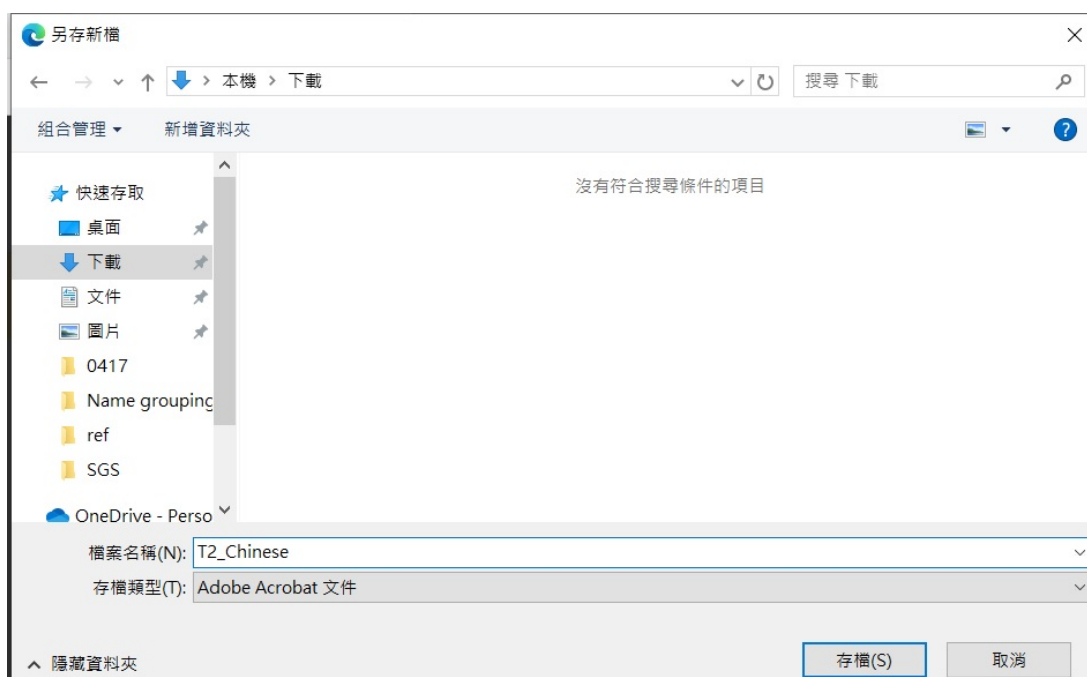 另存新檔
本機 > 下載
搜尋 下載
組合管理
新增資料夾
快速存取
桌面
下載
文件
圖片
0417
Name grouping
ref
SGS
OneDrive - Perso
沒有符合搜尋條件的項目
檔案名稱(N): T2_Chinese
存檔類型(T): Adobe Acrobat 文件
隱藏資料夾
存檔(S)
取消